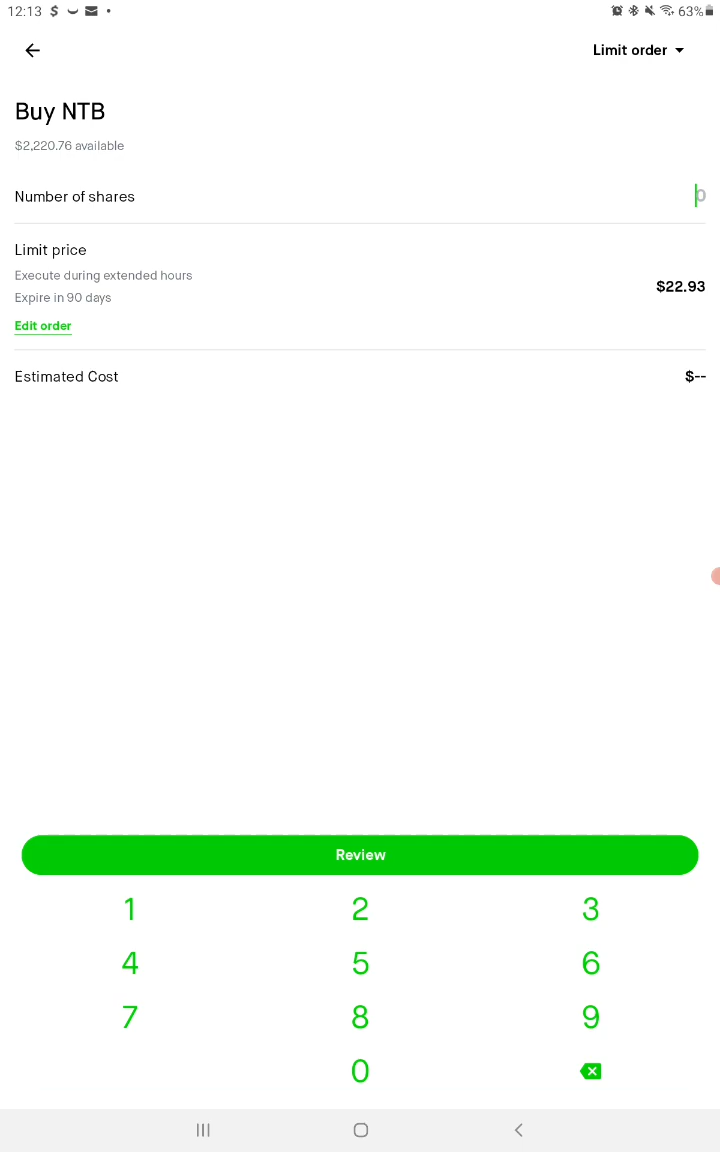 12:13 $ 63%
Limit order
Buy NTB
$2,220.76 available
Number of shares 0
Limit price
Execute during extended hours
$22.93
Expire in 90 days
Edit order
Estimated Cost $--
Review
1 2 3
4 5 6
7 8 9
0